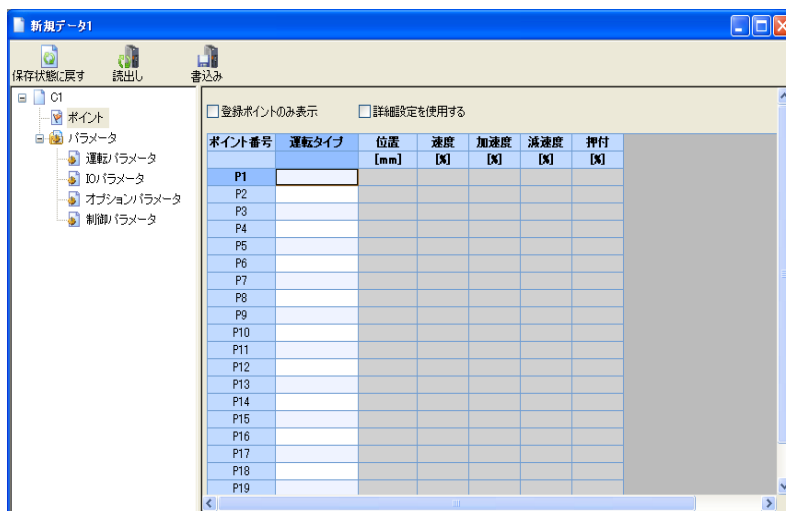 新規データ1
保存状態に戻す 読出し 書込み
C1
ポイント
パラメータ
運転パラメータ
IOパラメータ
オプションパラメータ
制御パラメータ
登録ポイントのみ表示 詳細設定を使用する
ポイント番号 運転タイプ 位置 速度 加速度 減速度 押付
[mm] [%] [%] [%] [%]
P1
P2
P3
P4
P5
P6
P7
P8
P9
P10
P11
P12
P13
P14
P15
P16
P17
P18
P19